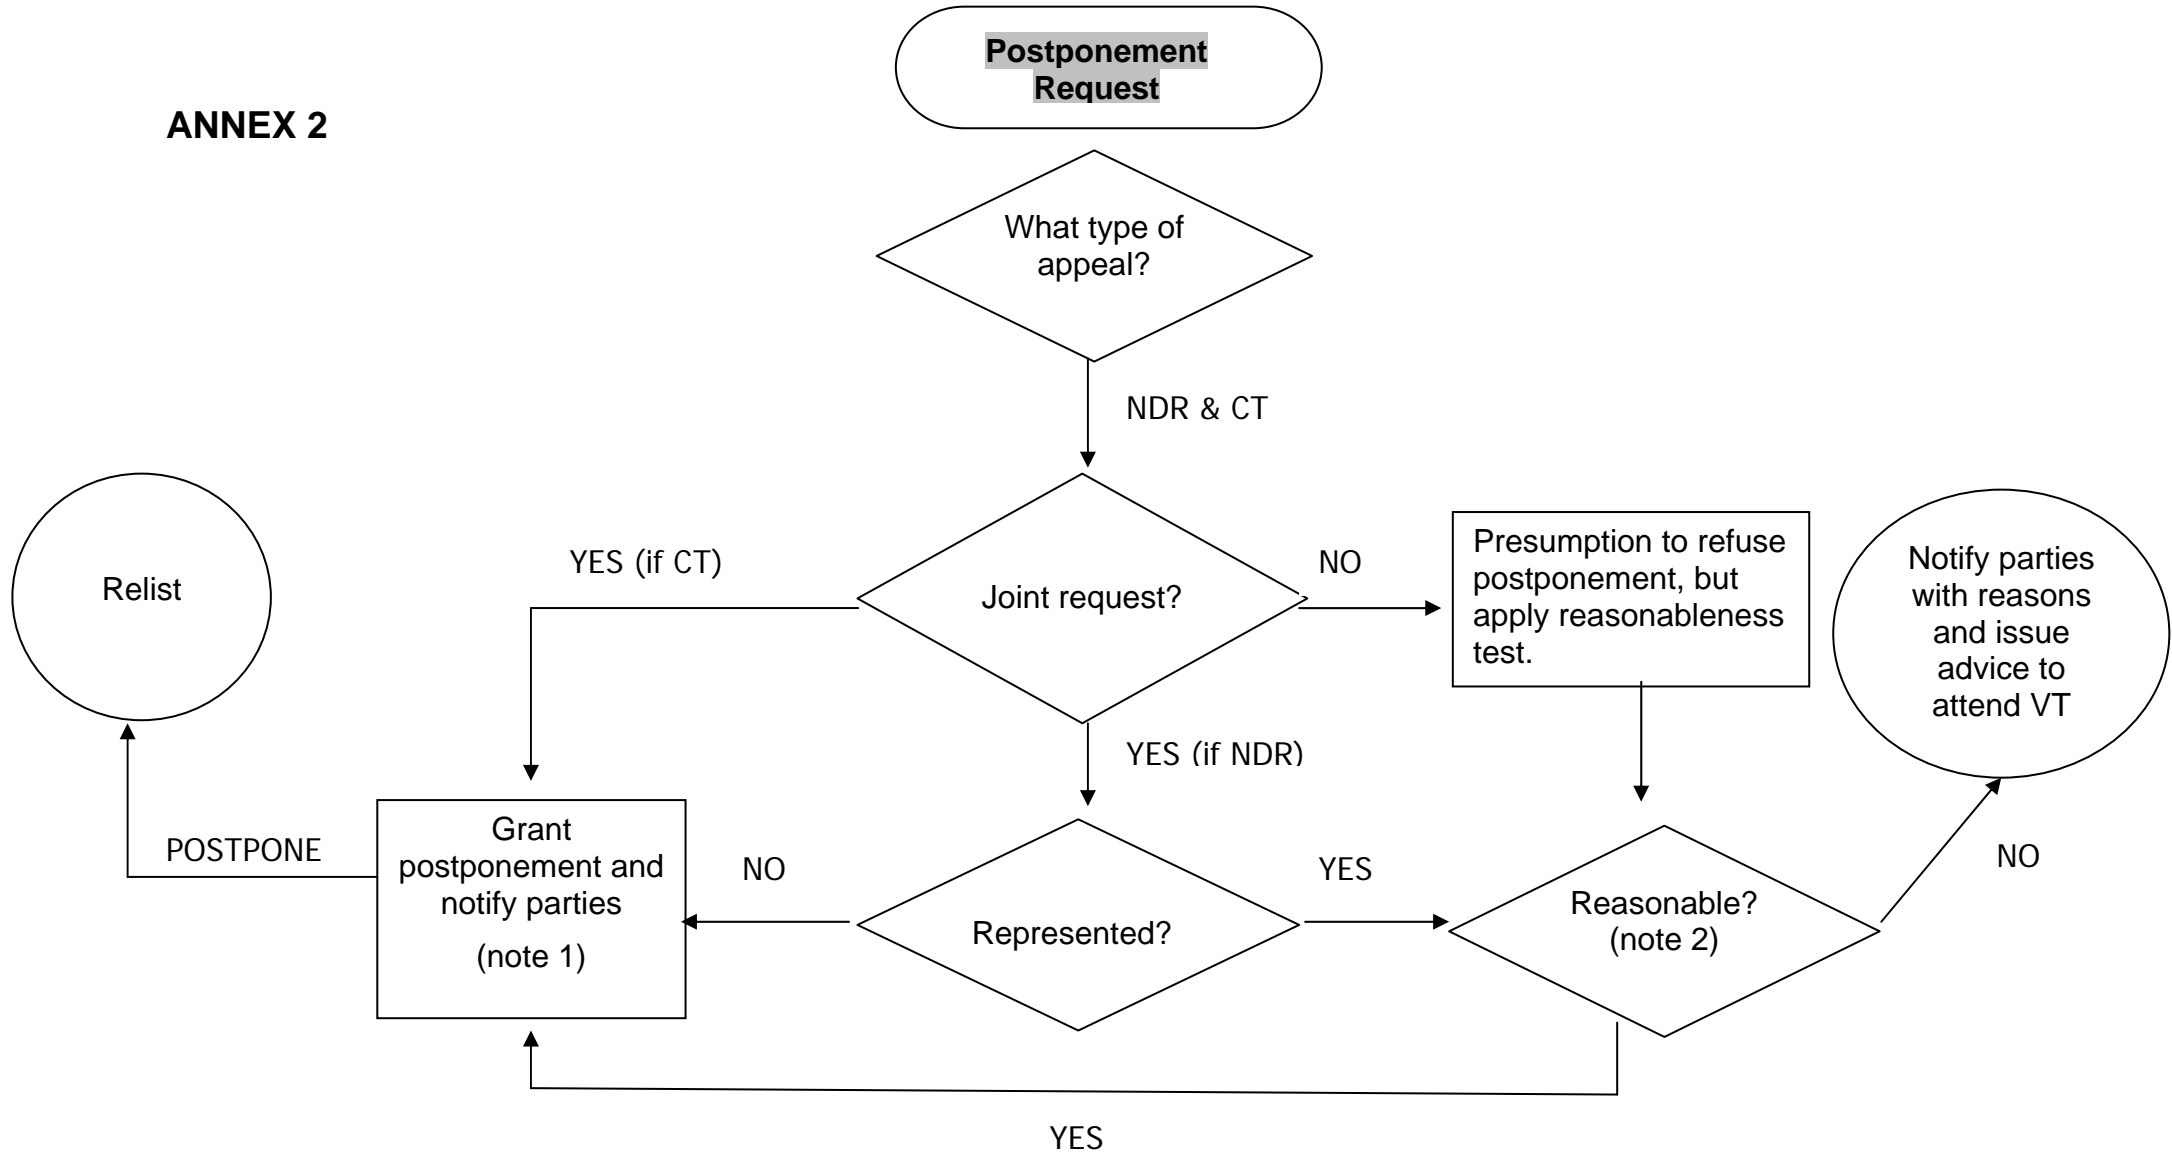 Postponement
Request
ANNEX 2
What type of
appeal?
NDR & CT
YES (if CT)
Joint request?
NO
Presumption to refuse
postponement, but
apply reasonableness
test.
Notify parties
with reasons
and issue
advice to
attend VT
Relist
YES (if NDR)
POSTPONE
Grant
postponement and
notify parties
(note 1)
NO
Represented?
YES
Reasonable?
(note 2)
NO
YES